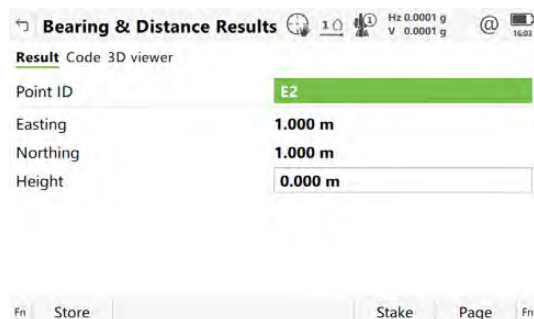 Bearing & Distance Results 1 1 Hz 0.0001 g
V 0.0001 g @ 16:03
Result Code 3D viewer
Point ID E2
Easting 1.000 m
Northing 1.000 m
Height 0.000 m
Fn Store Stake Page Fn